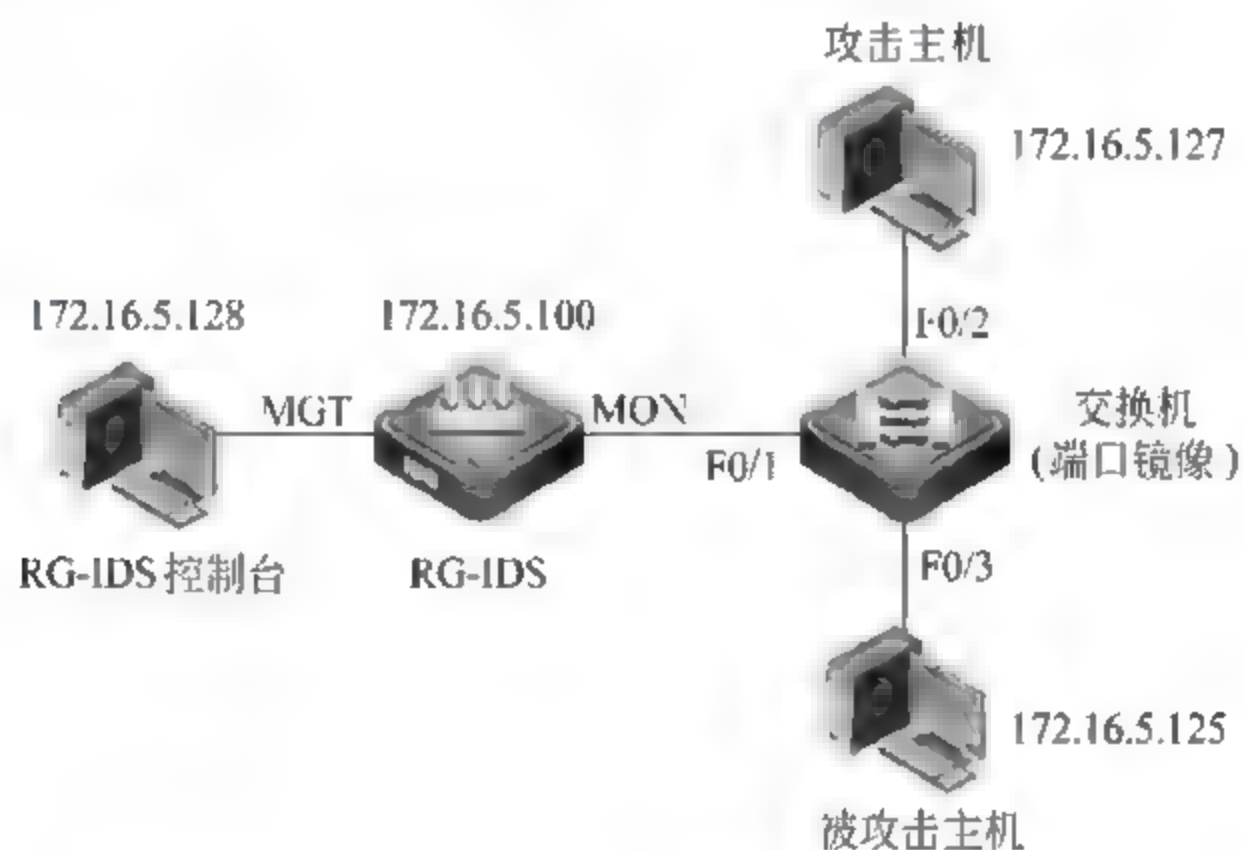 攻击主机
172.16.5.127
172.16.5.128
172.16.5.100
F0/2
MGT
MON
F0/1
交换机
(端口镜像)
RG-IDS控制台
RG-IDS
F0/3
172.16.5.125
被攻击主机